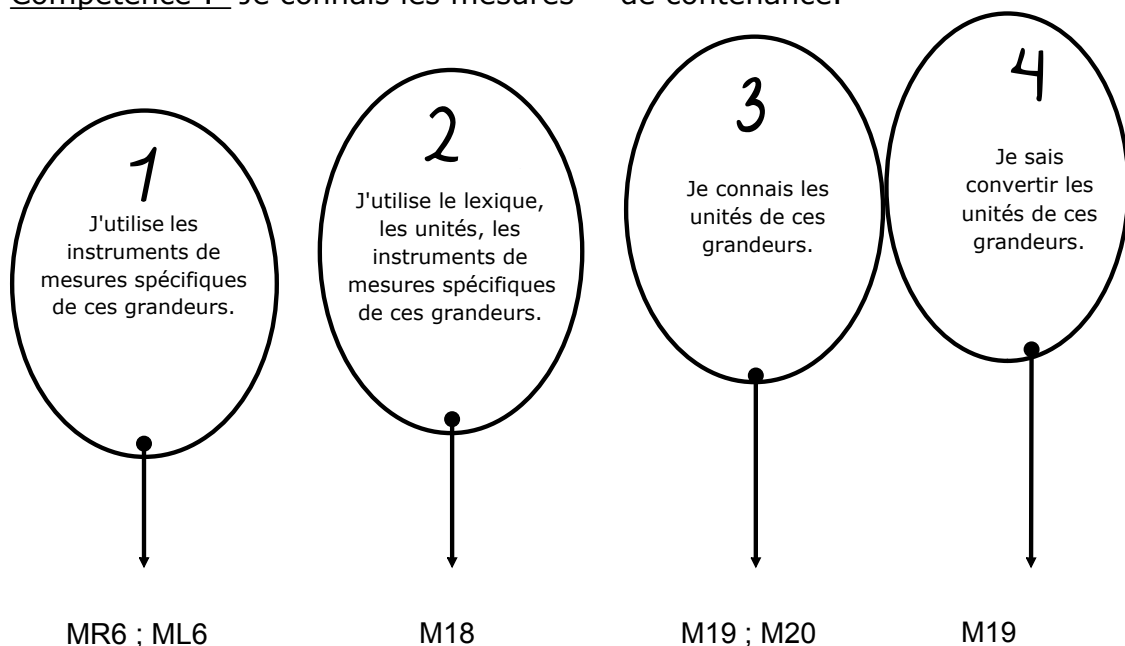 Compétence : Je connais les mesures de contenance.
1
J'utilise les
instruments de
mesures spécifiques
de ces grandeurs.
2
J'utilise le lexique,
les unités, les
instruments de
mesures spécifiques
de ces grandeurs.
3
Je connais les
unités de ces
grandeurs.
4
Je sais
convertir les
unités de ces
grandeurs.
MR6 ; ML6
M18
M19 ; M20
M19